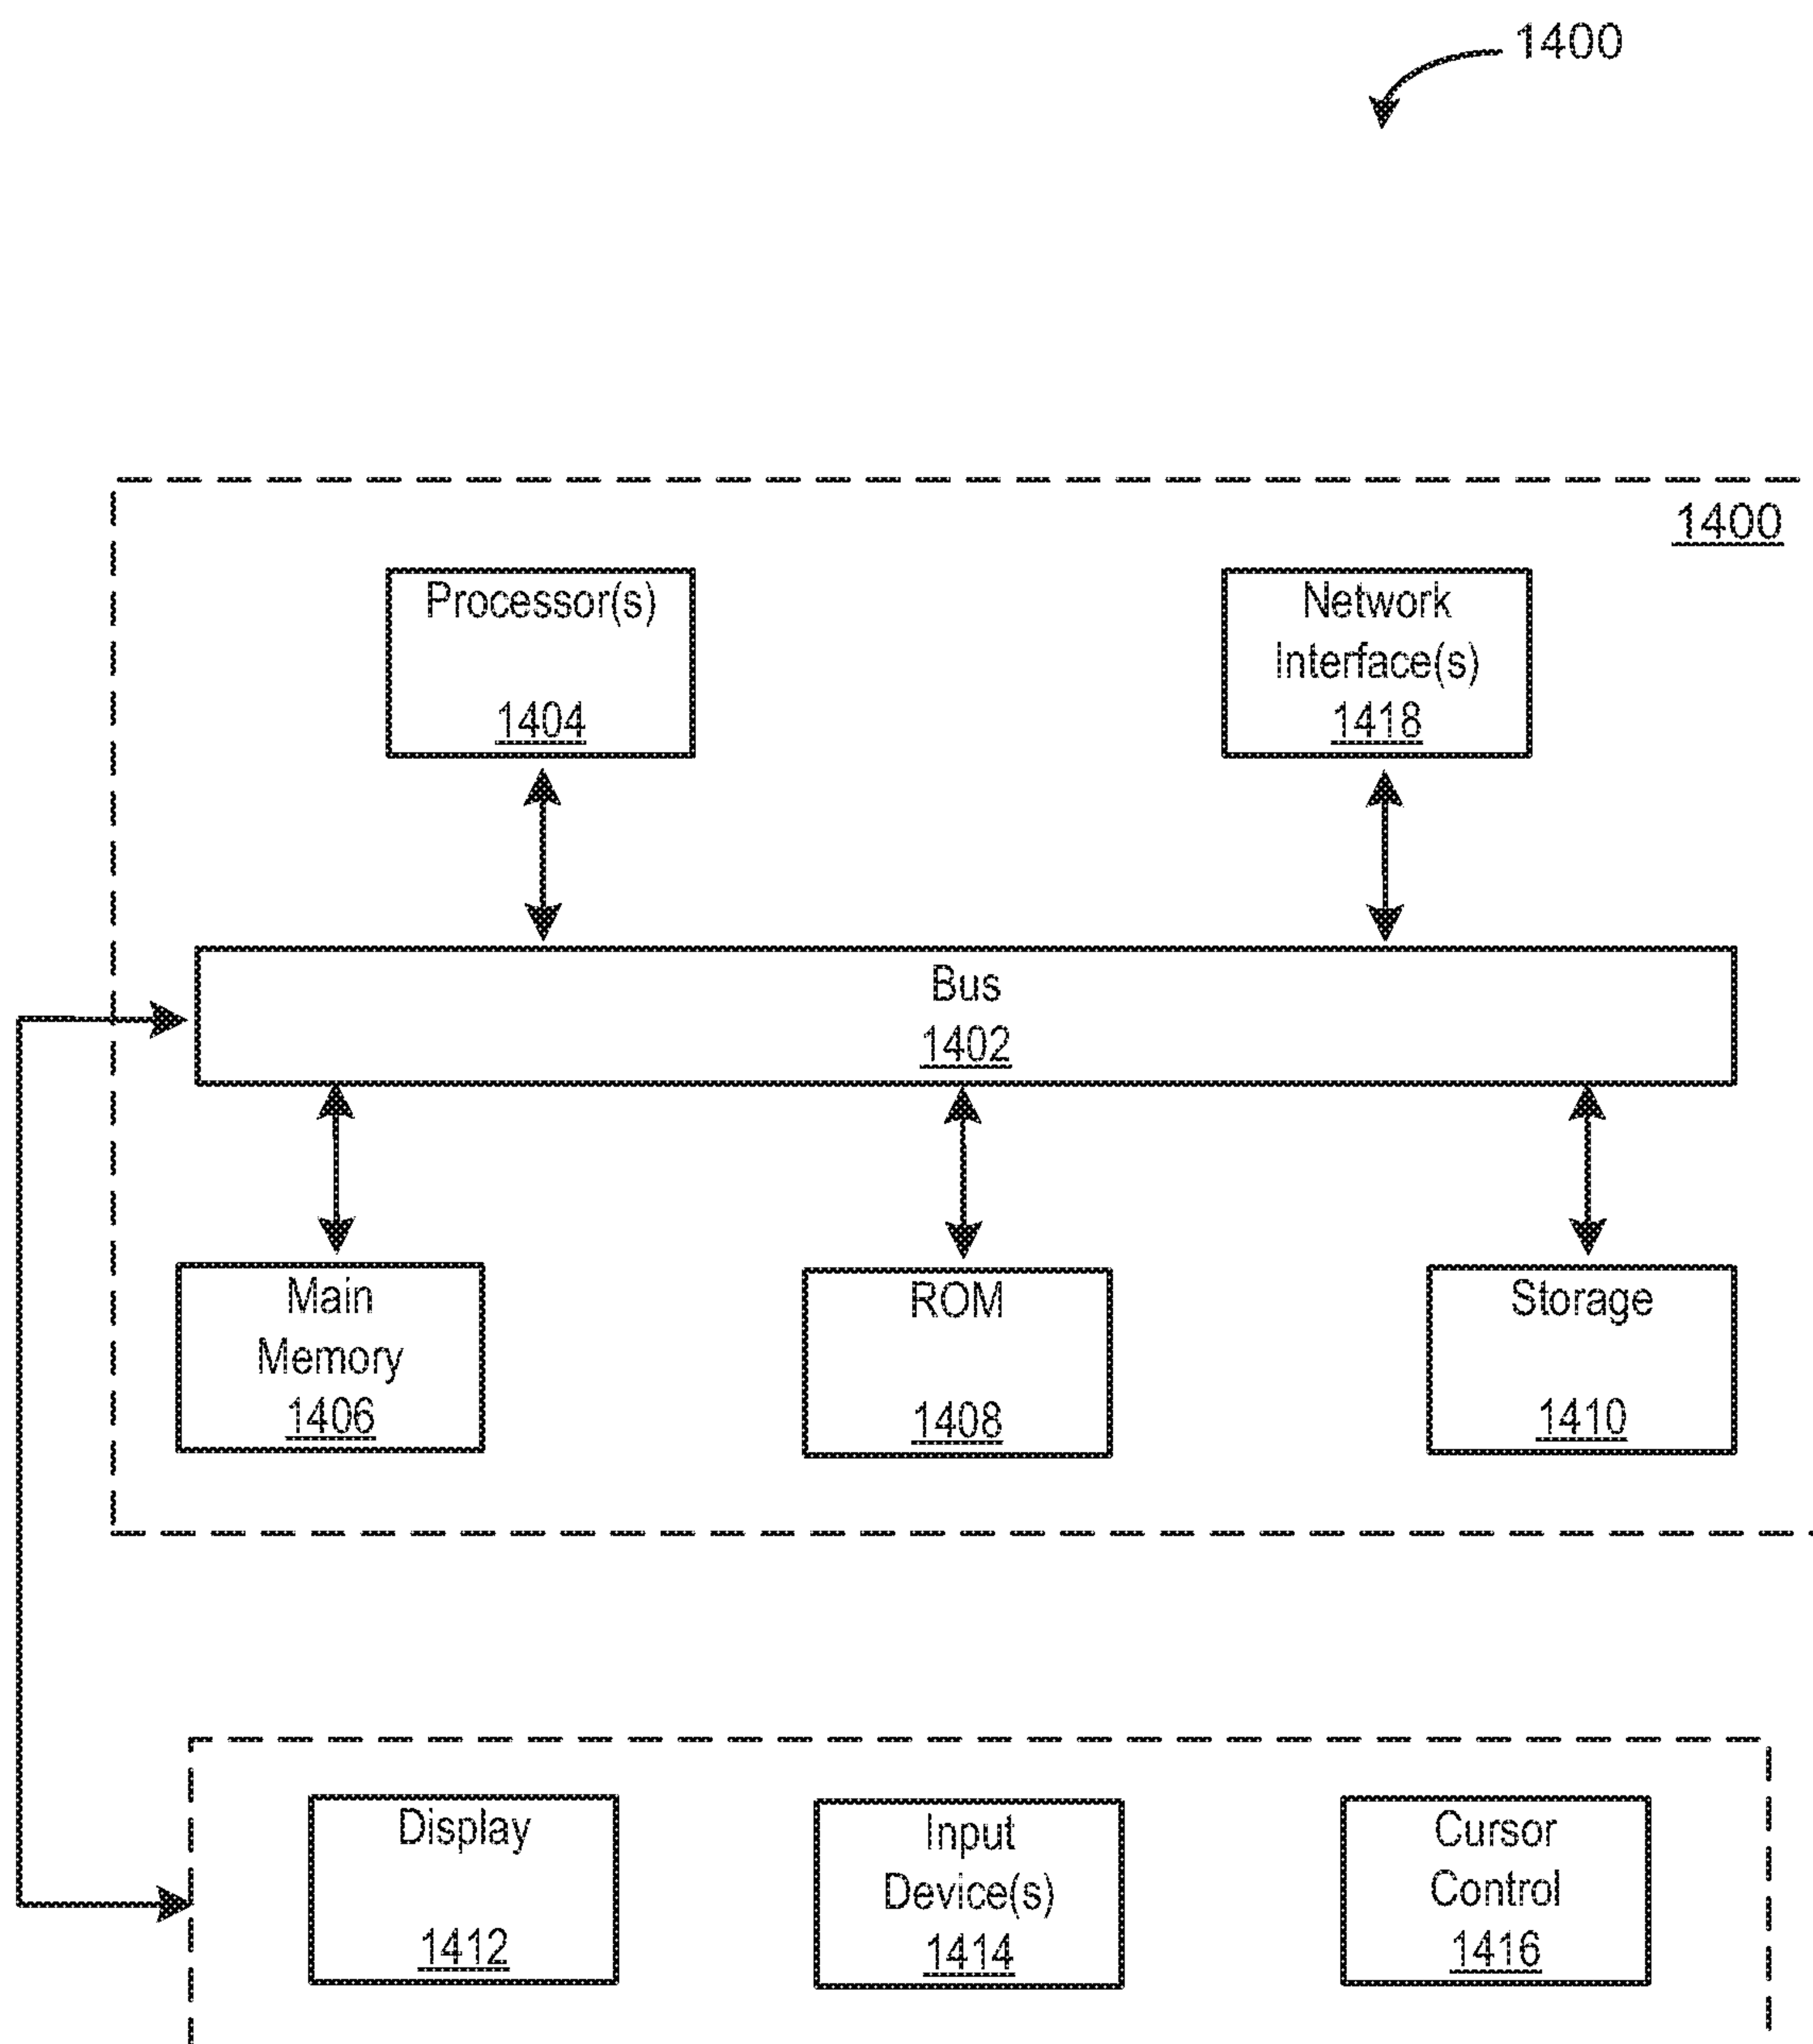 1400
1400
Processor(s)
1404
Network
Interface(s)
1418
Bus
1402
Main
Memory
1406
ROM
1408
Storage
1410
Display
1412
Input
Device(s)
1414
Cursor
Control
1416